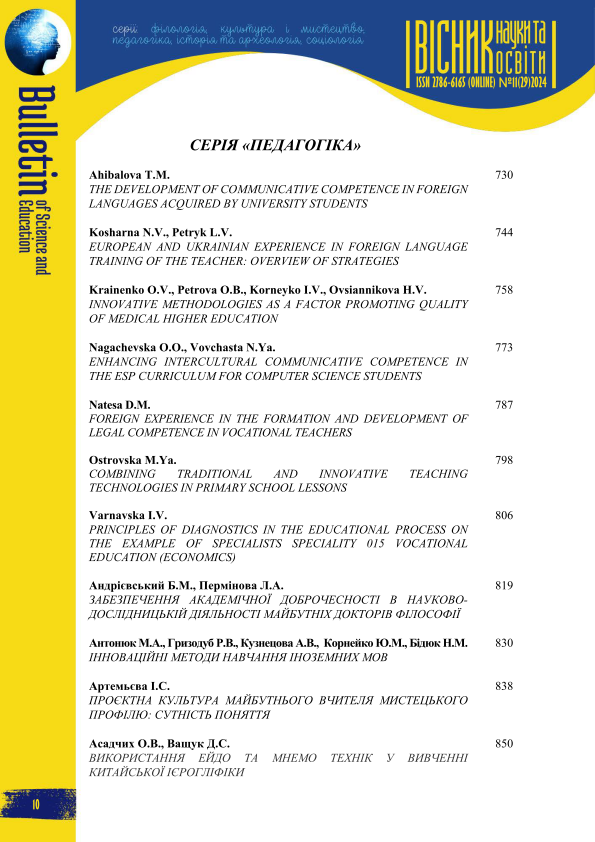 серії: філологія, культура і мистецтво,
педагогіка, історія та археологія, соціологія
ВІСНИК НАУКИ ТА
ОСВІТИ
ISSN 2786-6165 (ONLINE) №11(29)2024
Bulletin of Science and
Education
СЕРІЯ «ПЕДАГОГІКА»
Ahibalova T.M. 730
THE DEVELOPMENT OF COMMUNICATIVE COMPETENCE IN FOREIGN
LANGUAGES ACQUIRED BY UNIVERSITY STUDENTS
Kosharna N.V., Petryk L.V. 744
EUROPEAN AND UKRAINIAN EXPERIENCE IN FOREIGN LANGUAGE
TRAINING OF THE TEACHER: OVERVIEW OF STRATEGIES
Krainenko O.V., Petrova O.B., Korneyko I.V., Ovsiannikova H.V. 758
INNOVATIVE METHODOLOGIES AS A FACTOR PROMOTING QUALITY
OF MEDICAL HIGHER EDUCATION
Nagachevska O.O., Vovchasta N.Ya. 773
ENHANCING INTERCULTURAL COMMUNICATIVE COMPETENCE IN
THE ESP CURRICULUM FOR COMPUTER SCIENCE STUDENTS
Natesa D.M. 787
FOREIGN EXPERIENCE IN THE FORMATION AND DEVELOPMENT OF
LEGAL COMPETENCE IN VOCATIONAL TEACHERS
Ostrovska M.Ya. 798
COMBINING TRADITIONAL AND INNOVATIVE TEACHING
TECHNOLOGIES IN PRIMARY SCHOOL LESSONS
Varnavska I.V. 806
PRINCIPLES OF DIAGNOSTICS IN THE EDUCATIONAL PROCESS ON
THE EXAMPLE OF SPECIALISTS SPECIALITY 015 VOCATIONAL
EDUCATION (ECONOMICS)
Андрієвський Б.М., Пермінова Л.А. 819
ЗАБЕЗПЕЧЕННЯ АКАДЕМІЧНОЇ ДОБРОЧЕСНОСТІ В НАУКОВО-
ДОСЛІДНИЦЬКІЙ ДІЯЛЬНОСТІ МАЙБУТНІХ ДОКТОРІВ ФІЛОСОФІЇ
Антонюк М.А., Гризодуб Р.В., Кузнецова А.В., Корнейко Ю.М., Бідюк Н.М. 830
ІННОВАЦІЙНІ МЕТОДИ НАВЧАННЯ ІНОЗЕМНИХ МОВ
Артемьєва І.С. 838
ПРОЄКТНА КУЛЬТУРА МАЙБУТНЬОГО ВЧИТЕЛЯ МИСТЕЦЬКОГО
ПРОФІЛЮ: СУТНІСТЬ ПОНЯТТЯ
Асадчих О.В., Ващук Д.С. 850
ВИКОРИСТАННЯ ЕЙДО ТА МНЕМО ТЕХНІК У ВИВЧЕННІ
КИТАЙСЬКОЇ ІЄРОГЛІФІКИ
10